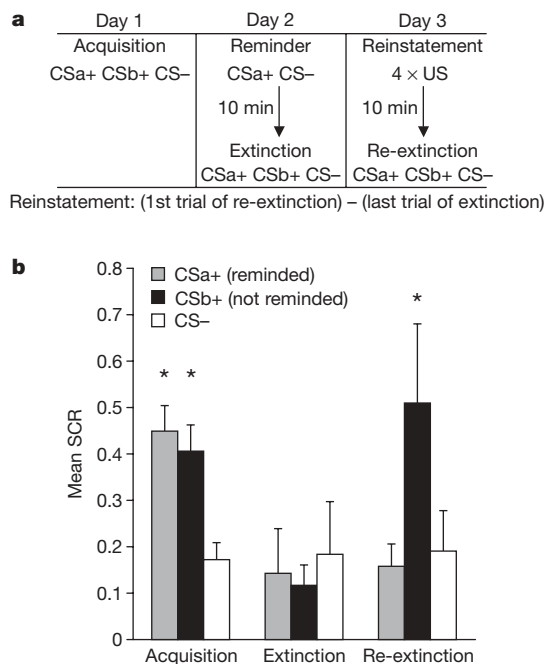 a
Day 1 Day 2 Day 3
Acquisition Reminder Reinstatement
CSa+ CSb+ CS– CSa+ CS– 4 × US
10 min 10 min
Extinction Re-extinction
CSa+ CSb+ CS– CSa+ CSb+ CS–
Reinstatement: (1st trial of re-extinction) – (last trial of extinction)
b
0.8
0.7
0.6
0.5
0.4
0.3
0.2
0.1
0
Mean SCR
CSa+ (reminded)
CSb+ (not reminded)
CS–
*
* *
Acquisition Extinction Re-extinction